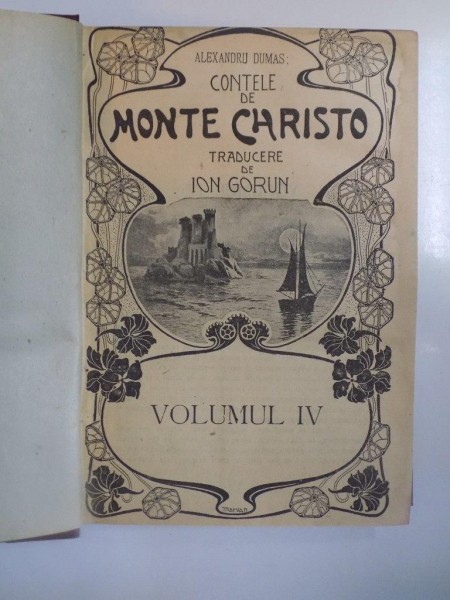 ALEXANDRU DUMAS:
CONTELE
DE
MONTE CHRISTO
TRADUCERE
DE
ION GORUN
VOLUMUL IV